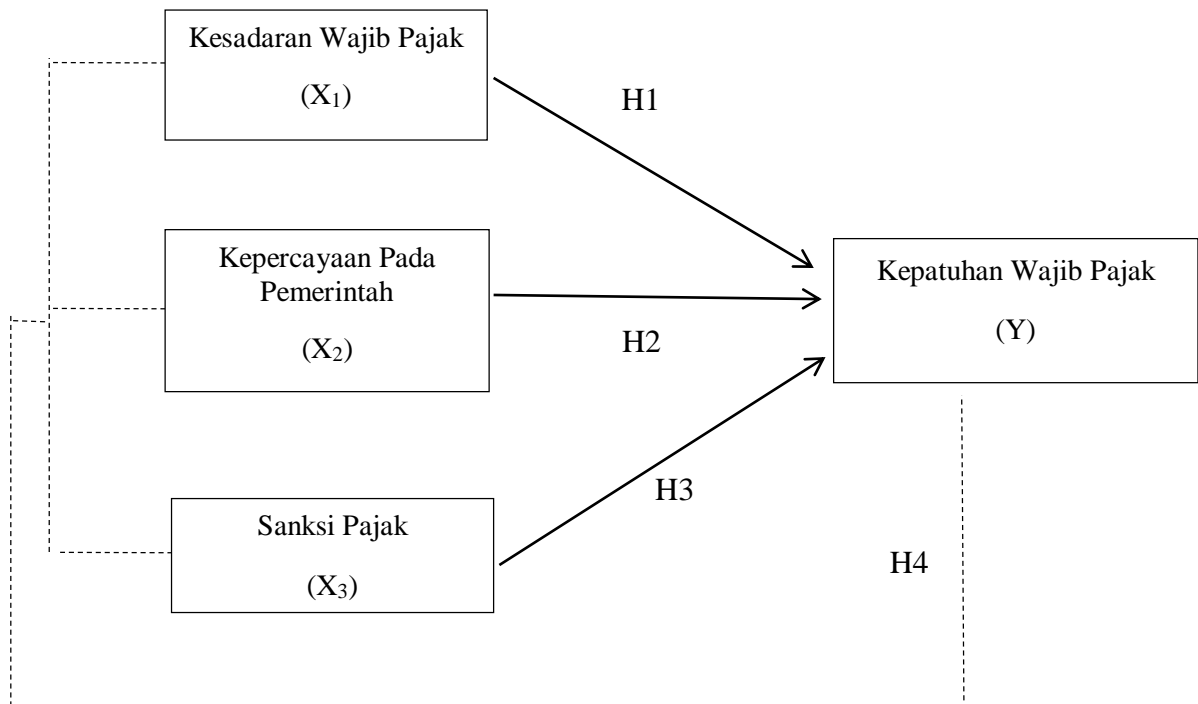 Kesadaran Wajib Pajak
(X₁)
H1
Kepercayaan Pada
Pemerintah
(X₂)
H2
Kepatuhan Wajib Pajak
(Y)
H3
Sanksi Pajak
(X₃)
H4